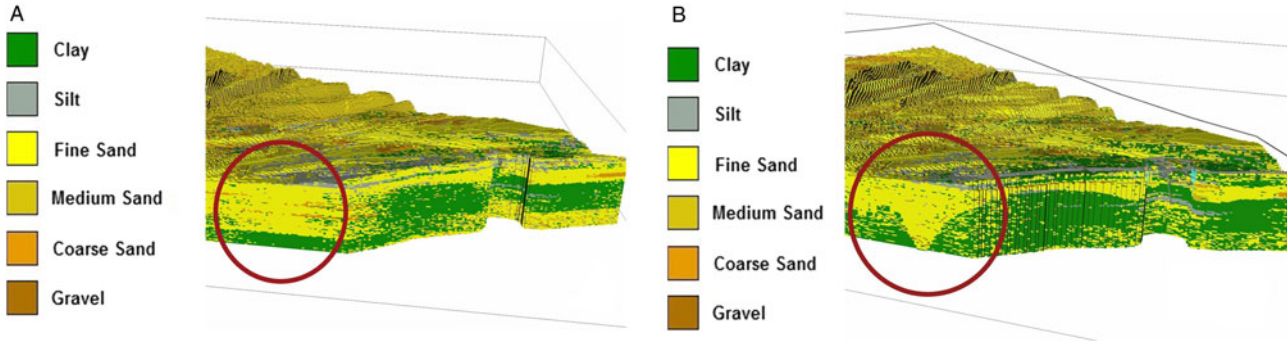 A
Clay
Silt
Fine Sand
Medium Sand
Coarse Sand
Gravel
B
Clay
Silt
Fine Sand
Medium Sand
Coarse Sand
Gravel